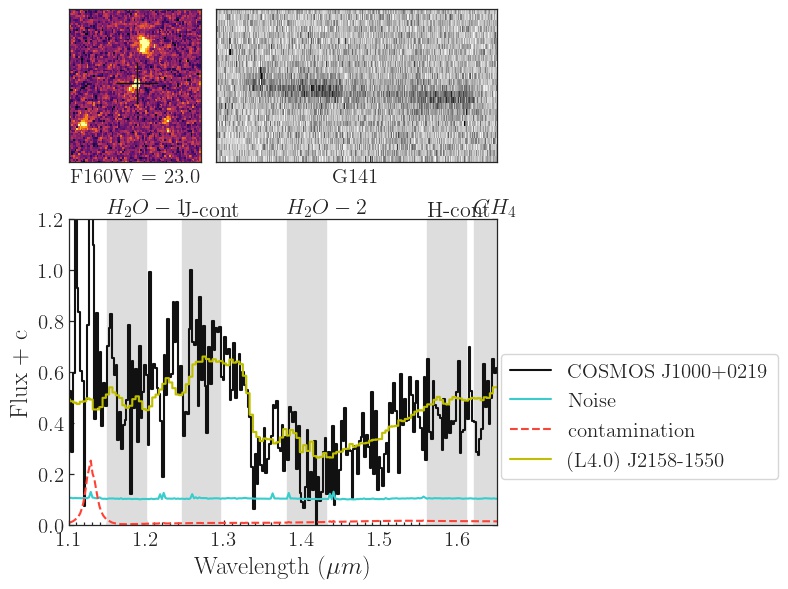 F160W = 23.0
G141
H₂O − 1 J-cont H₂O − 2 H-cont CH₄
1.2
1.0
0.8
0.6
0.4
0.2
0.0
Flux + c
1.1 1.2 1.3 1.4 1.5 1.6
Wavelength (μm)
COSMOS J1000+0219
Noise
contamination
(L4.0) J2158-1550